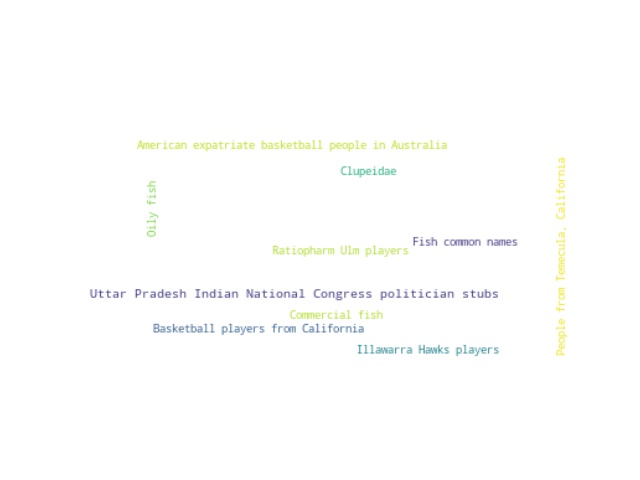 American expatriate basketball people in Australia
Clupeidae
People from Temecula, California
Oily fish
Fish common names
Ratiopharm Ulm players
Uttar Pradesh Indian National Congress politician stubs
Commercial fish
Basketball players from California
Illawarra Hawks players